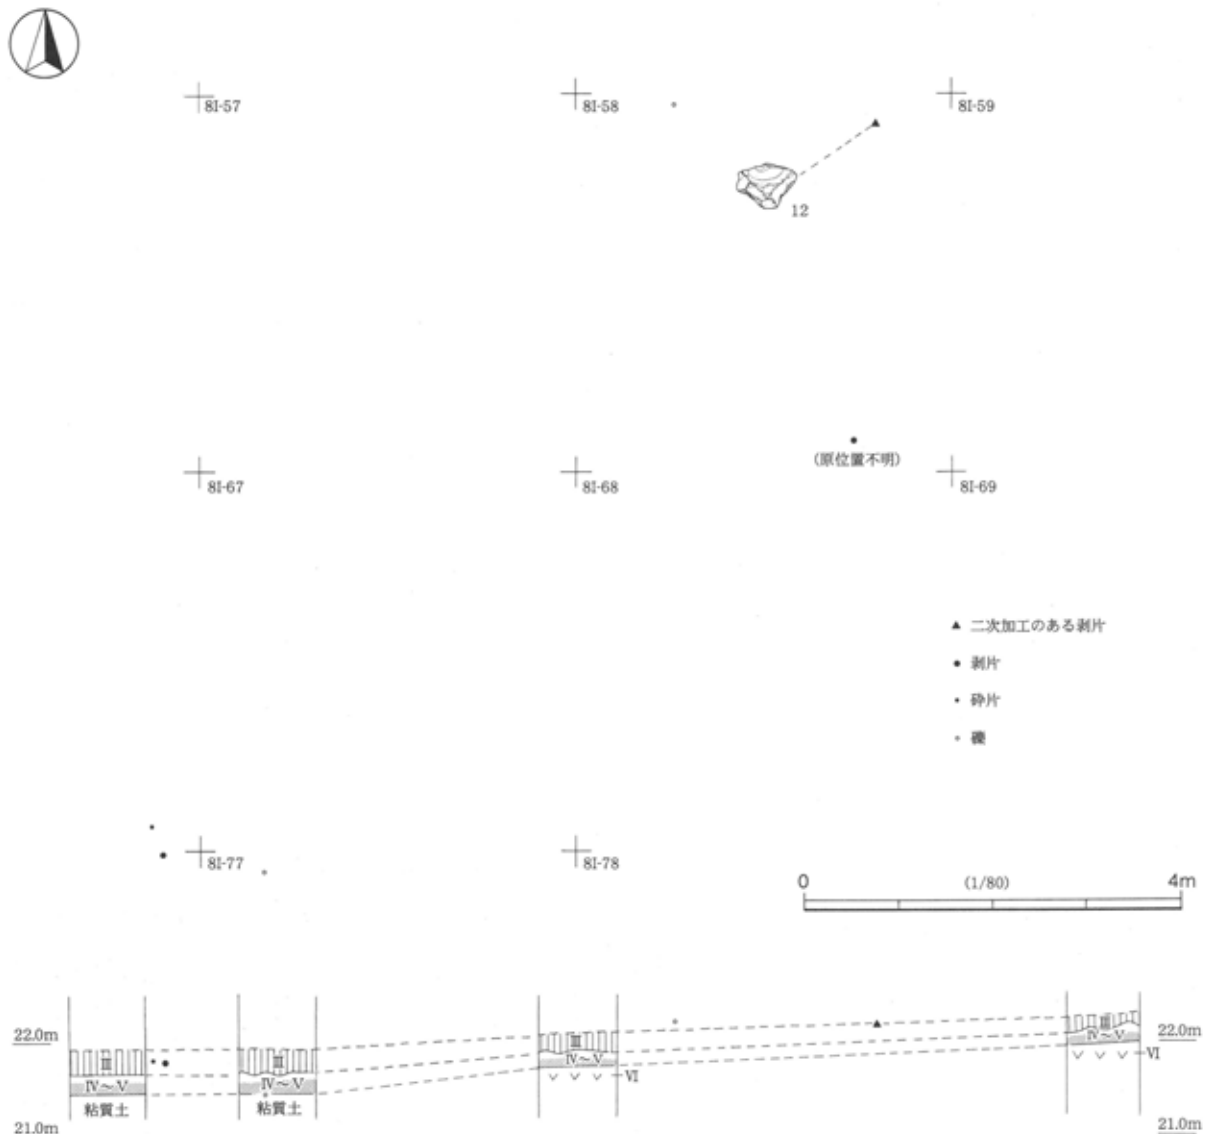 8I-57
8I-58
8I-59
12
(原位置不明)
8I-67
8I-68
8I-69
▲ 二次加工のある剥片
● 剥片
• 砕片
◦ 礫
8I-77
8I-78
0 (1/80) 4m
22.0m
Ⅲ
Ⅲ
Ⅲ
Ⅲ
22.0m
Ⅳ～Ⅴ
Ⅳ～Ⅴ
Ⅳ～Ⅴ
Ⅵ
Ⅳ～Ⅴ
Ⅵ
粘質土
粘質土
21.0m
21.0m